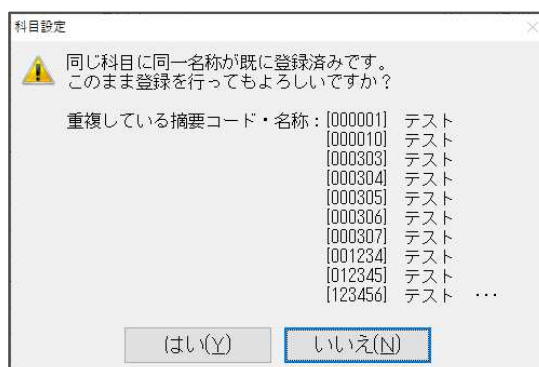 科目設定
同じ科目に同一名称が既に登録済みです。
このまま登録を行ってもよろしいですか？
重複している摘要コード・名称：[000001] テスト
[000010] テスト
[000303] テスト
[000304] テスト
[000305] テスト
[000306] テスト
[000307] テスト
[001234] テスト
[012345] テスト
[123456] テスト ･･･
はい(Y) いいえ(N)